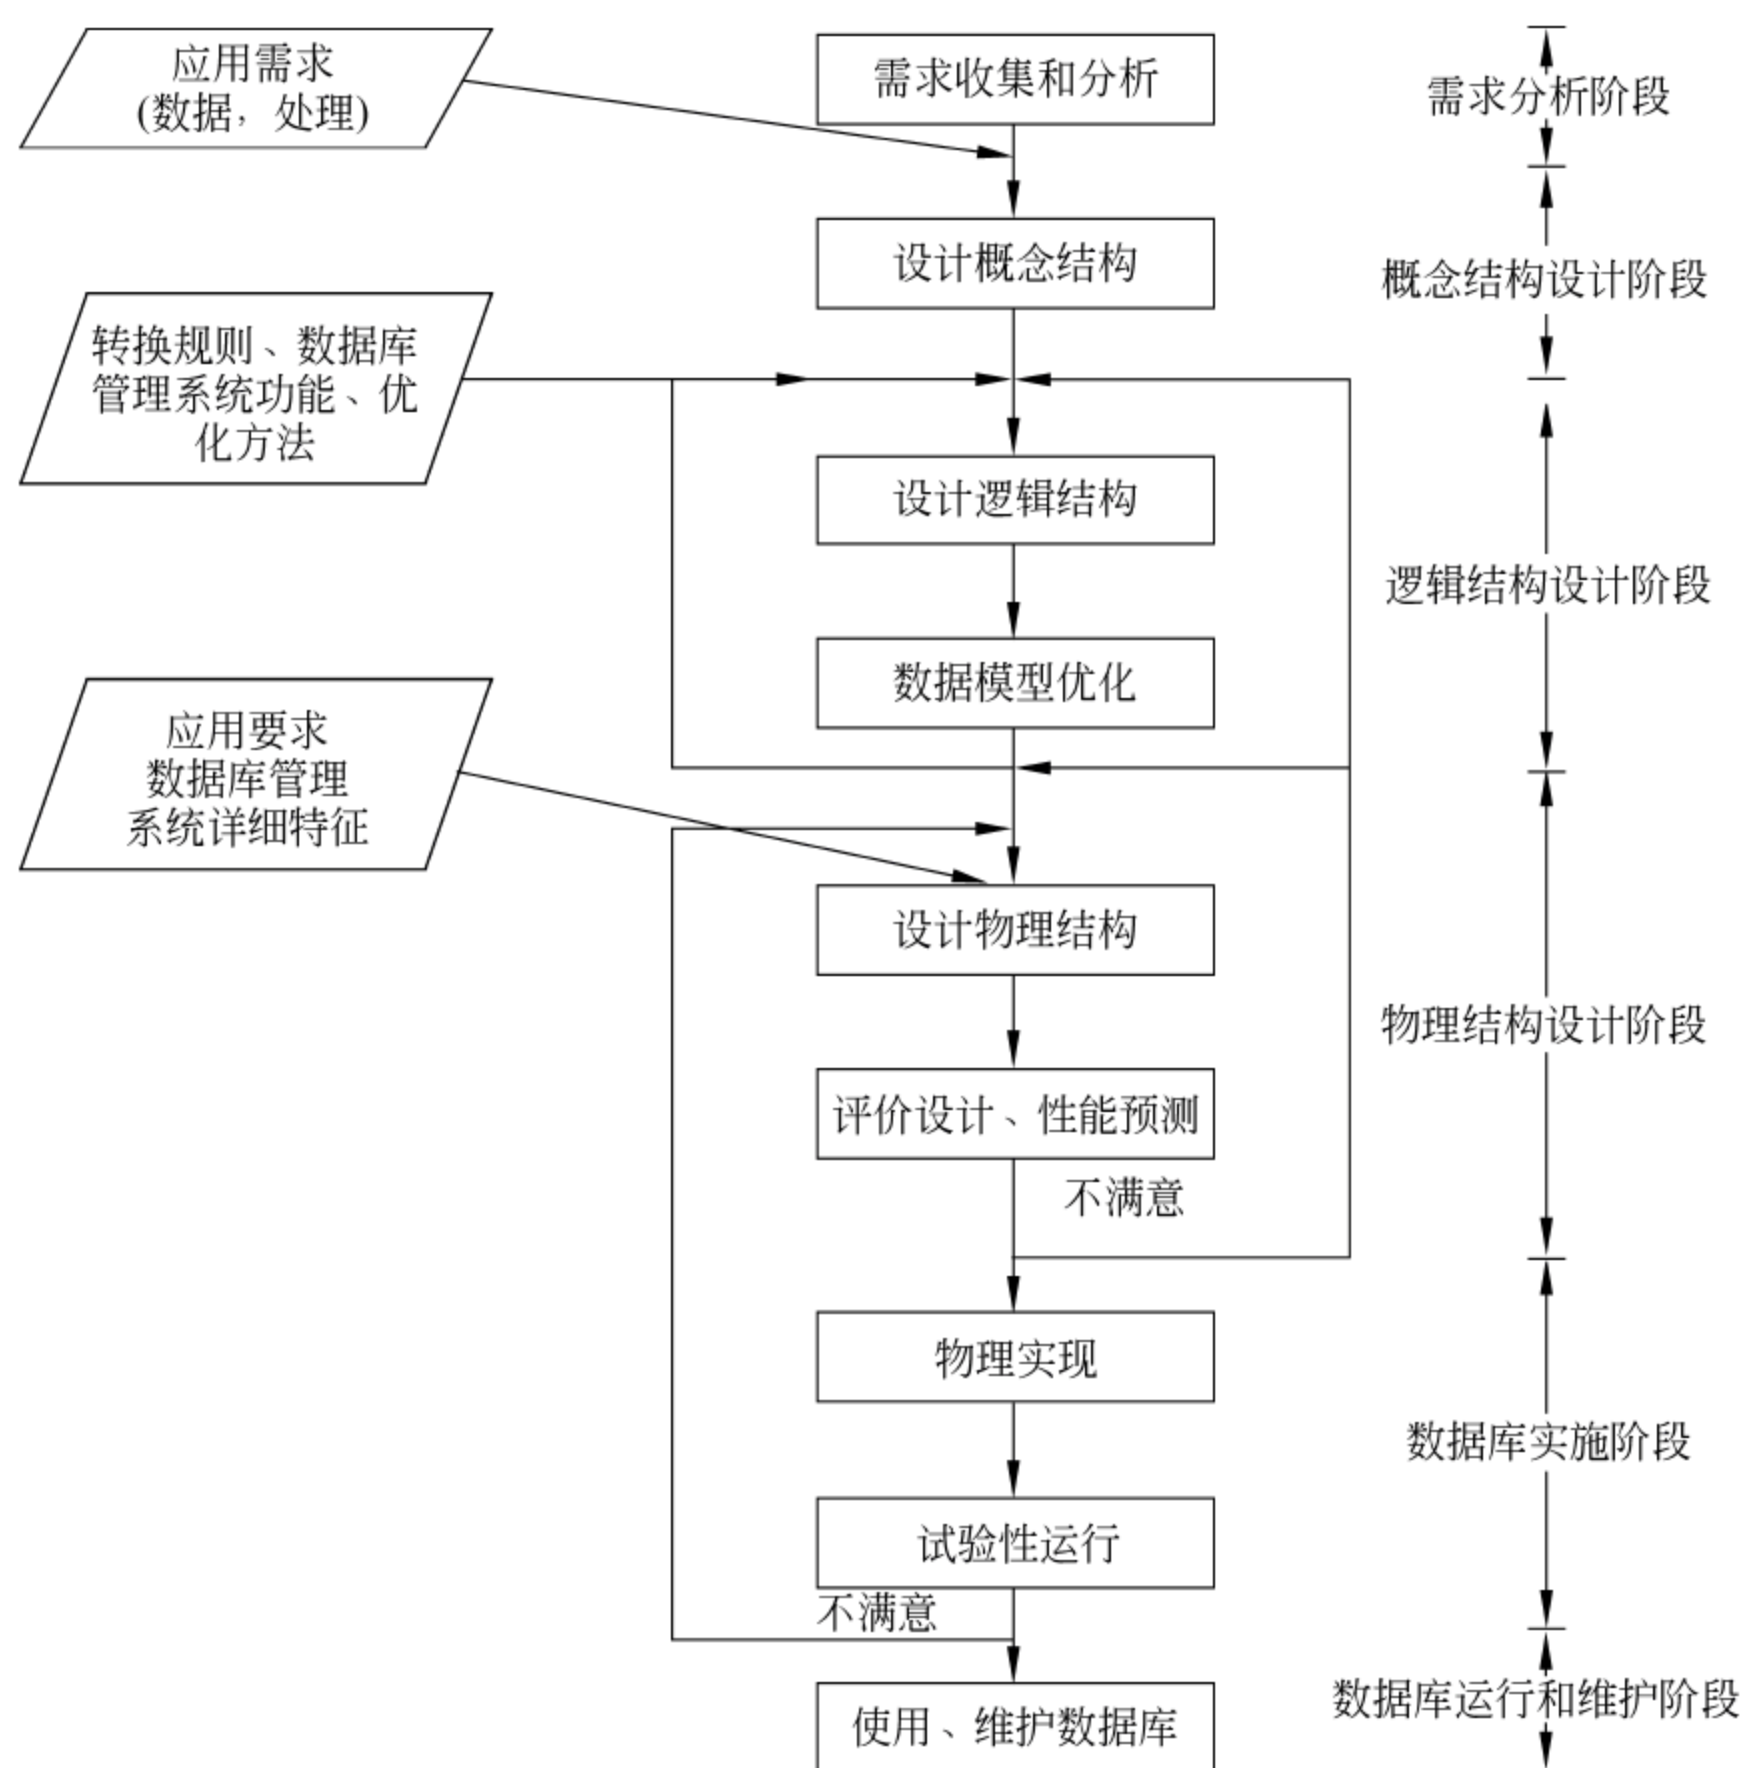 应用需求
(数据，处理)
需求收集和分析
需求分析阶段
设计概念结构
概念结构设计阶段
转换规则、数据库
管理系统功能、优
化方法
设计逻辑结构
逻辑结构设计阶段
数据模型优化
应用要求
数据库管理
系统详细特征
设计物理结构
物理结构设计阶段
评价设计、性能预测
不满意
物理实现
数据库实施阶段
试验性运行
不满意
使用、维护数据库
数据库运行和维护阶段